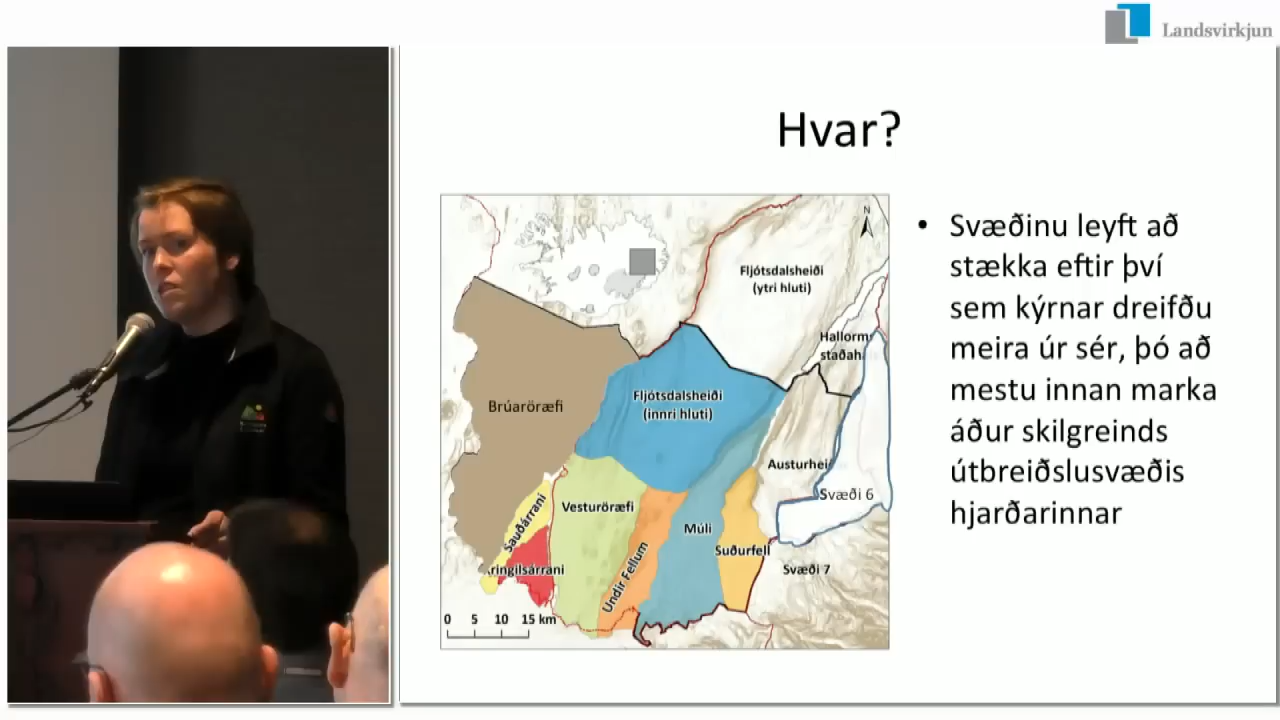 Landsvirkjun
Hvar?
N
Fljótsdalsheiði
(ytri hluti)
Hallorms
staðaha
Fljótsdalsheiði
(innri hluti)
Brúaröræfi
Austurhei
Svæði 6
Sauðárrani
Vesturöræfi
Múli
Suðurfell
Undir Fellum
Kringilsárrani
Svæði 7
0 5 10 15 km
• Svæðinu leyft að
stækka eftir því
sem kýrnar dreifðu
meira úr sér, þó að
mestu innan marka
áður skilgreinds
útbreiðslusvæðis
hjarðarinnar